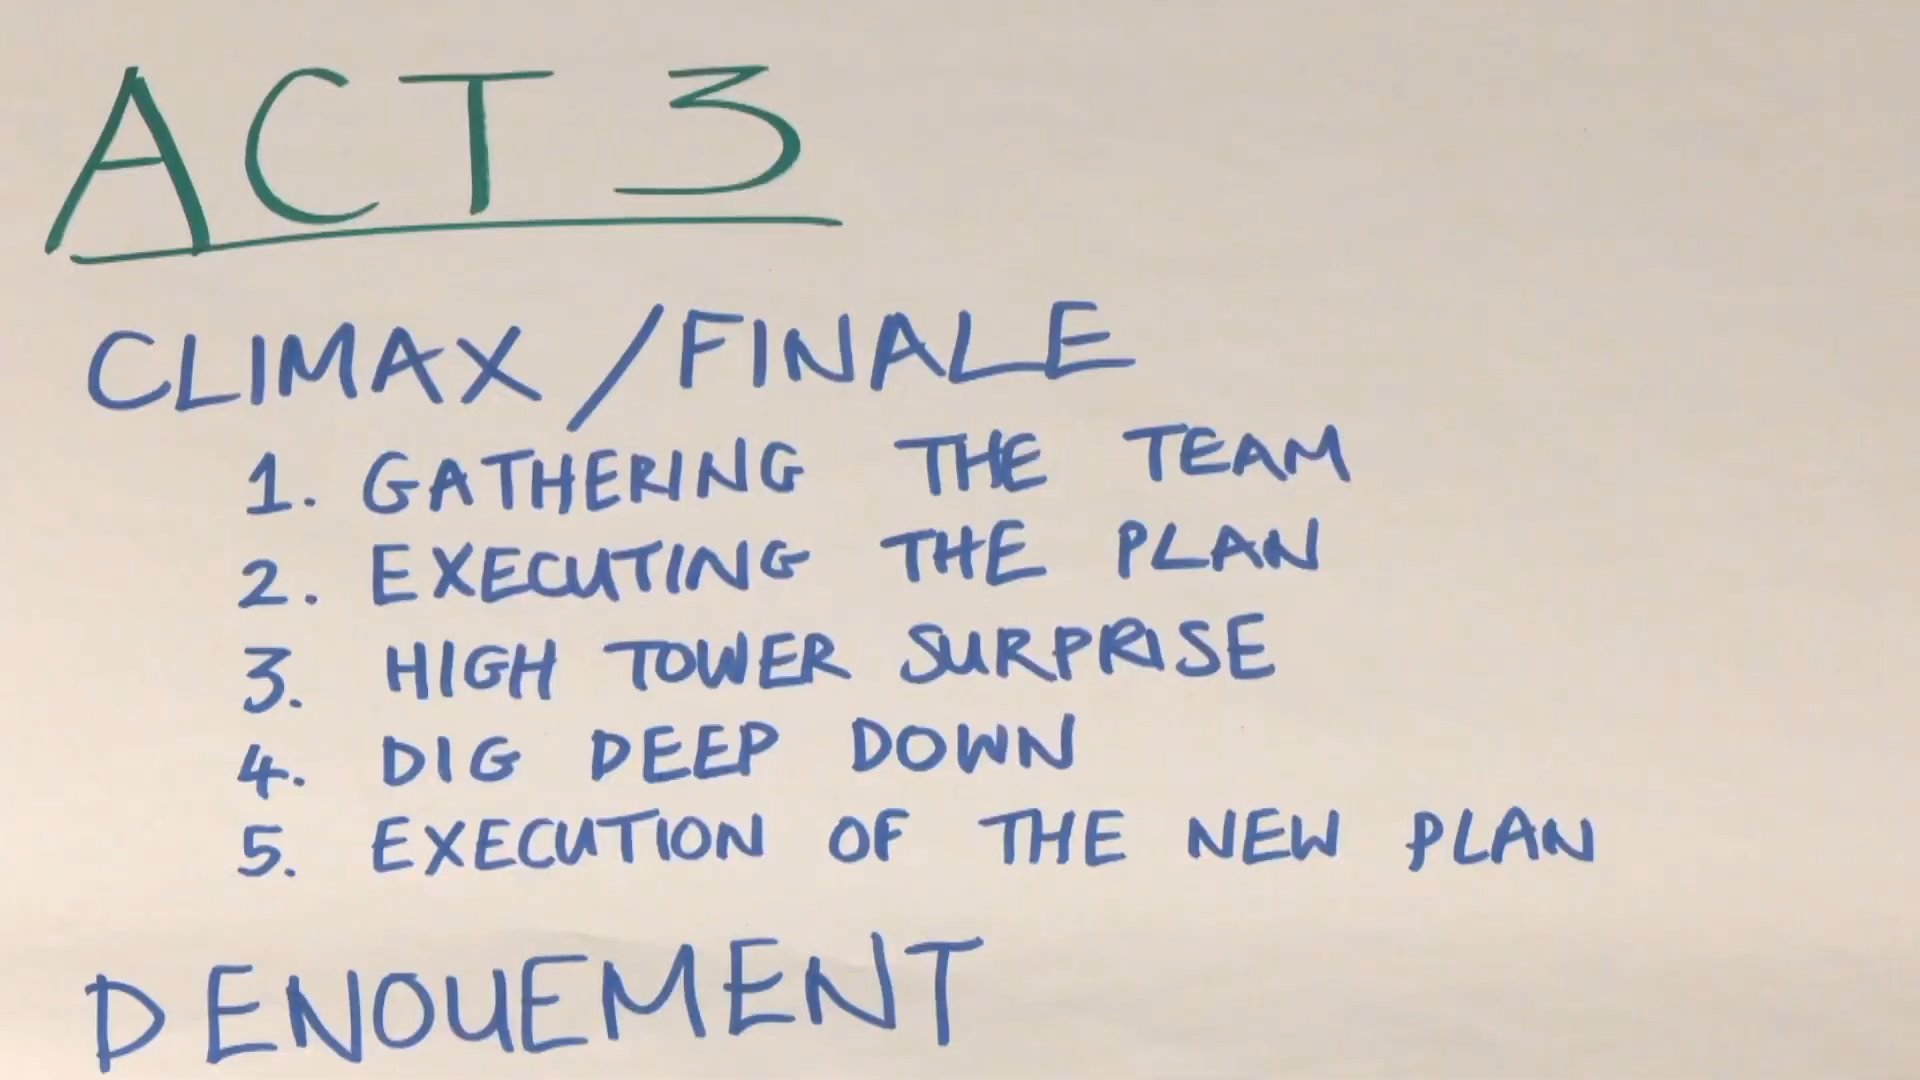 ACT 3
CLIMAX / FINALE
1. GATHERING THE TEAM
2. EXECUTING THE PLAN
3. HIGH TOWER SURPRISE
4. DIG DEEP DOWN
5. EXECUTION OF THE NEW PLAN
DENOUEMENT